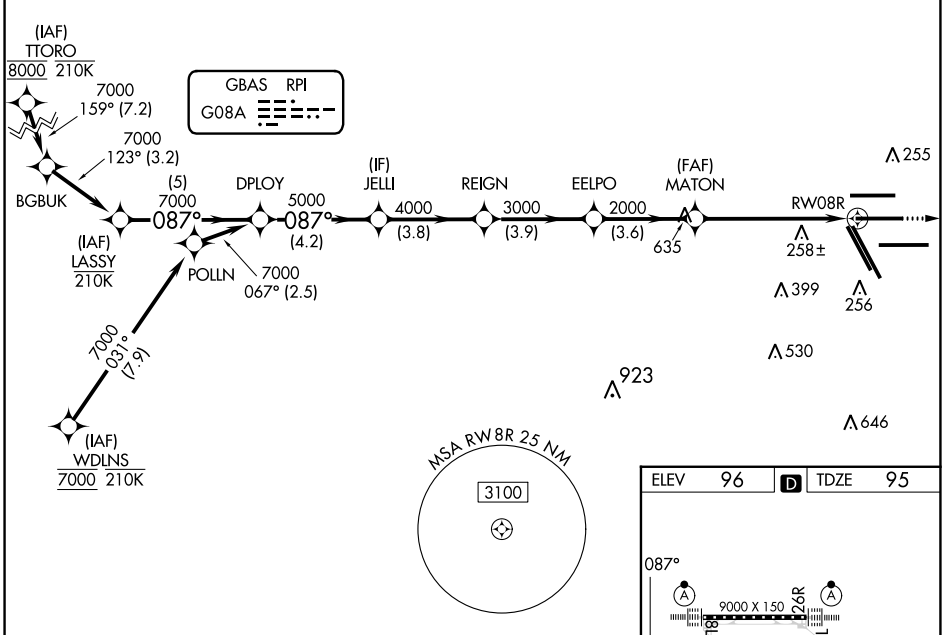 (IAF)
TTORO
8000 210K
7000
159° (7.2)
7000
123° (3.2)
BGBUK
GBAS RPI
G08A
(IAF)
LASSY
210K
(5)
7000
087°
DPLOY
5000
087°
(4.2)
(IF)
JELLI
4000
(3.8)
REIGN
3000
(3.9)
EELPO
2000
(3.6)
(FAF)
MATON
635
RW08R
255
258±
256
399
530
646
923
POLLN
7000
067° (2.5)
7000
031°
(7.9)
(IAF)
WDLNS
7000 210K
MSA RW8R 25 NM
3100
ELEV 96 D TDZE 95
087°
A
A
9000 X 150
26R